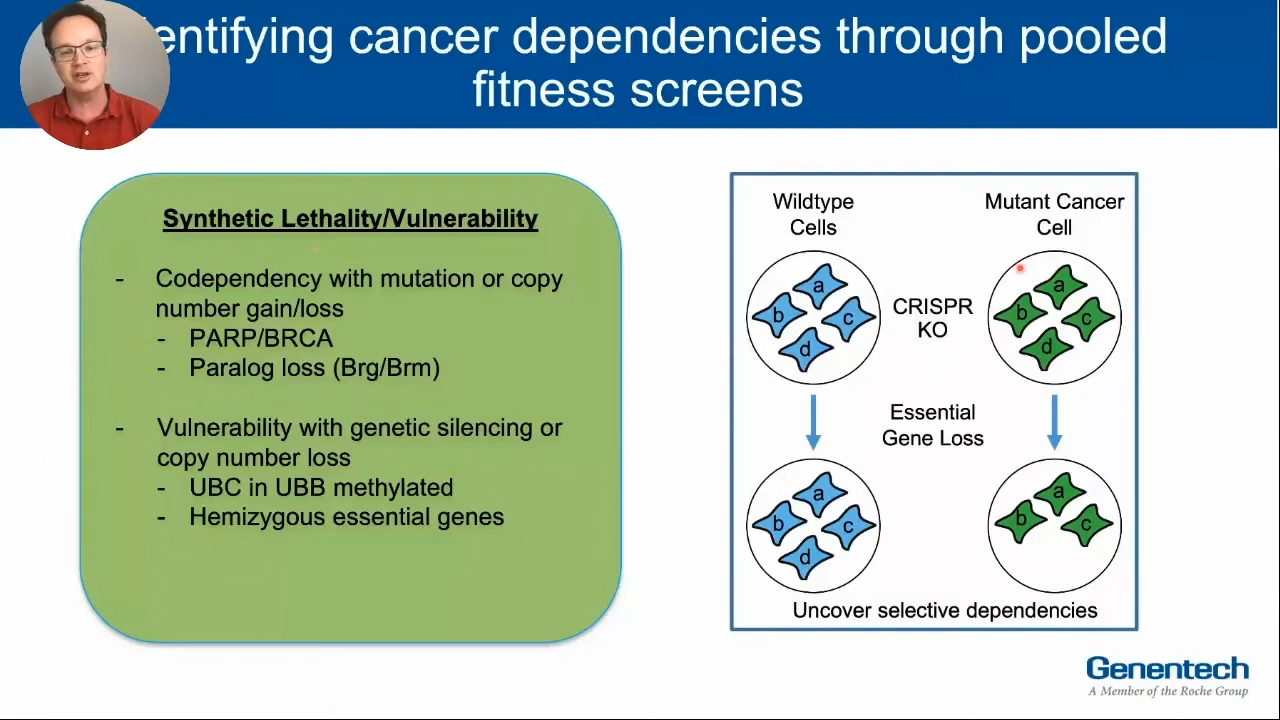 entifying cancer dependencies through pooled
fitness screens
Synthetic Lethality/Vulnerability
- Codependency with mutation or copy
number gain/loss
- PARP/BRCA
- Paralog loss (Brg/Brm)
- Vulnerability with genetic silencing or
copy number loss
- UBC in UBB methylated
- Hemizygous essential genes
Wildtype
Cells
Mutant Cancer
Cell
a
b
c
d
CRISPR
KO
a
b
c
d
Essential
Gene Loss
a
b
c
d
a
b
c
Uncover selective dependencies
Genentech
A Member of the Roche Group